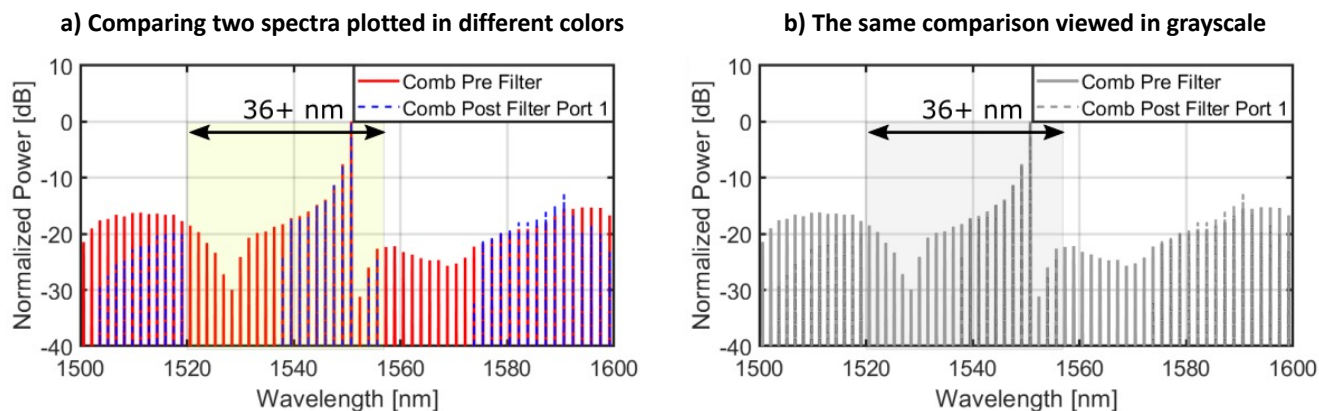 a) Comparing two spectra plotted in different colors
10
0
-10
-20
-30
-40
Normalized Power [dB]
Comb Pre Filter
Comb Post Filter Port 1
36+ nm
1500 1520 1540 1560 1580 1600
Wavelength [nm]
b) The same comparison viewed in grayscale
10
0
-10
-20
-30
-40
Normalized Power [dB]
Comb Pre Filter
Comb Post Filter Port 1
36+ nm
1500 1520 1540 1560 1580 1600
Wavelength [nm]